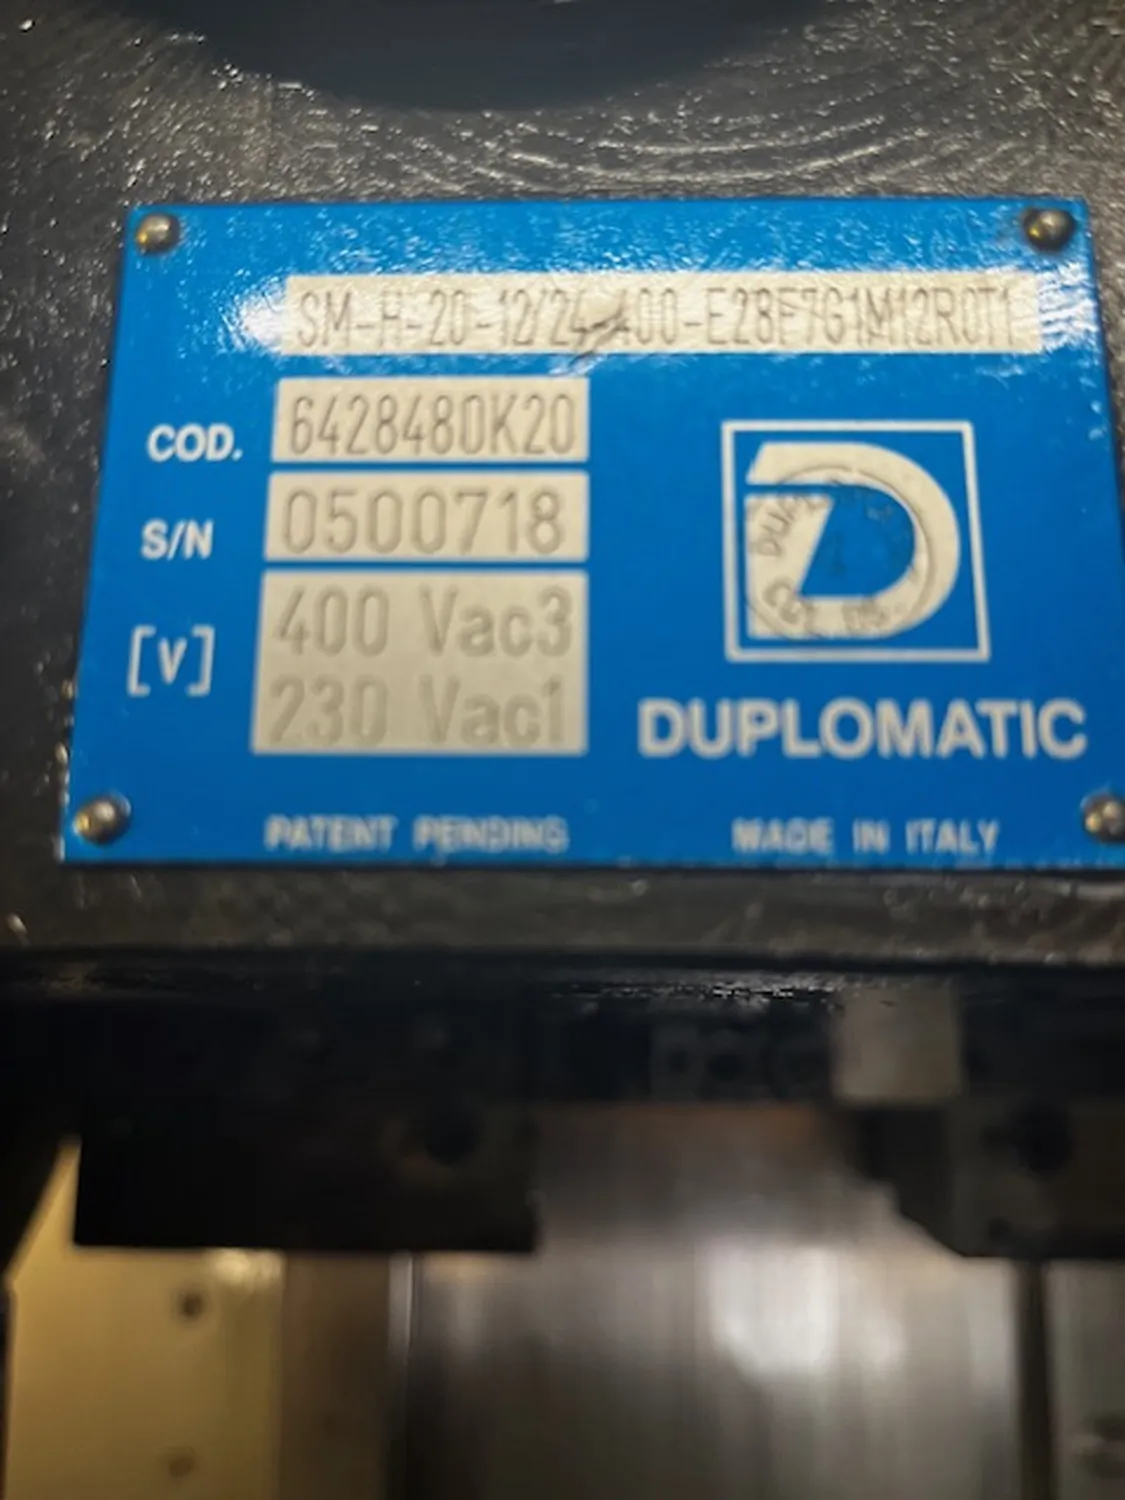 SM-H-20-12/24-400-E28F7G1M12R0T1
COD. 6428480K20
S/N 0500718
[V] 400 Vac3
230 Vac1
DUPLOMATIC
PATENT PENDING MADE IN ITALY